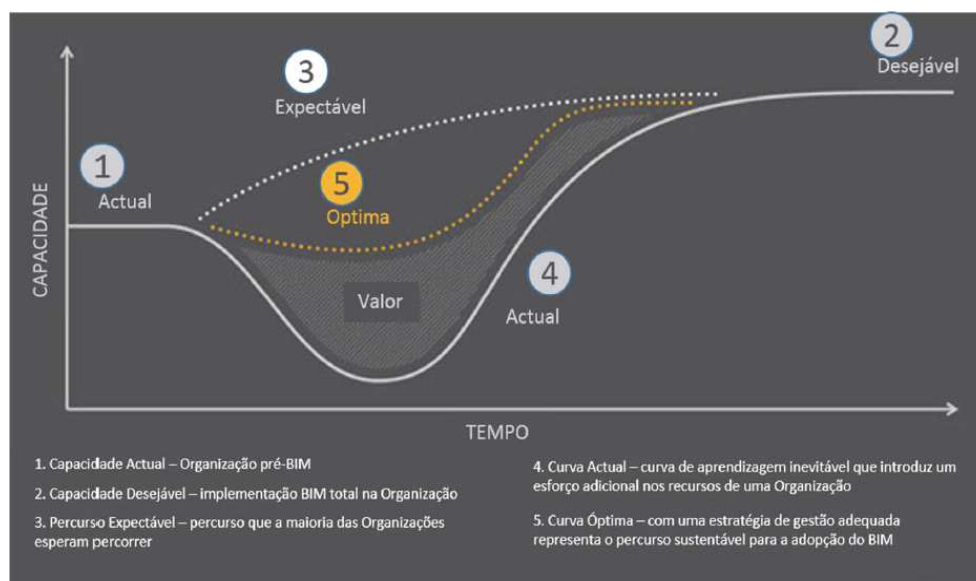 2
Desejável
3
Expectável
1
Actual
5
Optima
4
Actual
Valor
CAPACIDADE
TEMPO
1. Capacidade Actual – Organização pré-BIM
2. Capacidade Desejável – implementação BIM total na Organização
3. Percurso Expectável – percurso que a maioria das Organizações
esperam percorrer
4. Curva Actual – curva de aprendizagem inevitável que introduz um
esforço adicional nos recursos de uma Organização
5. Curva Óptima – com uma estratégia de gestão adequada
representa o percurso sustentável para a adopção do BIM